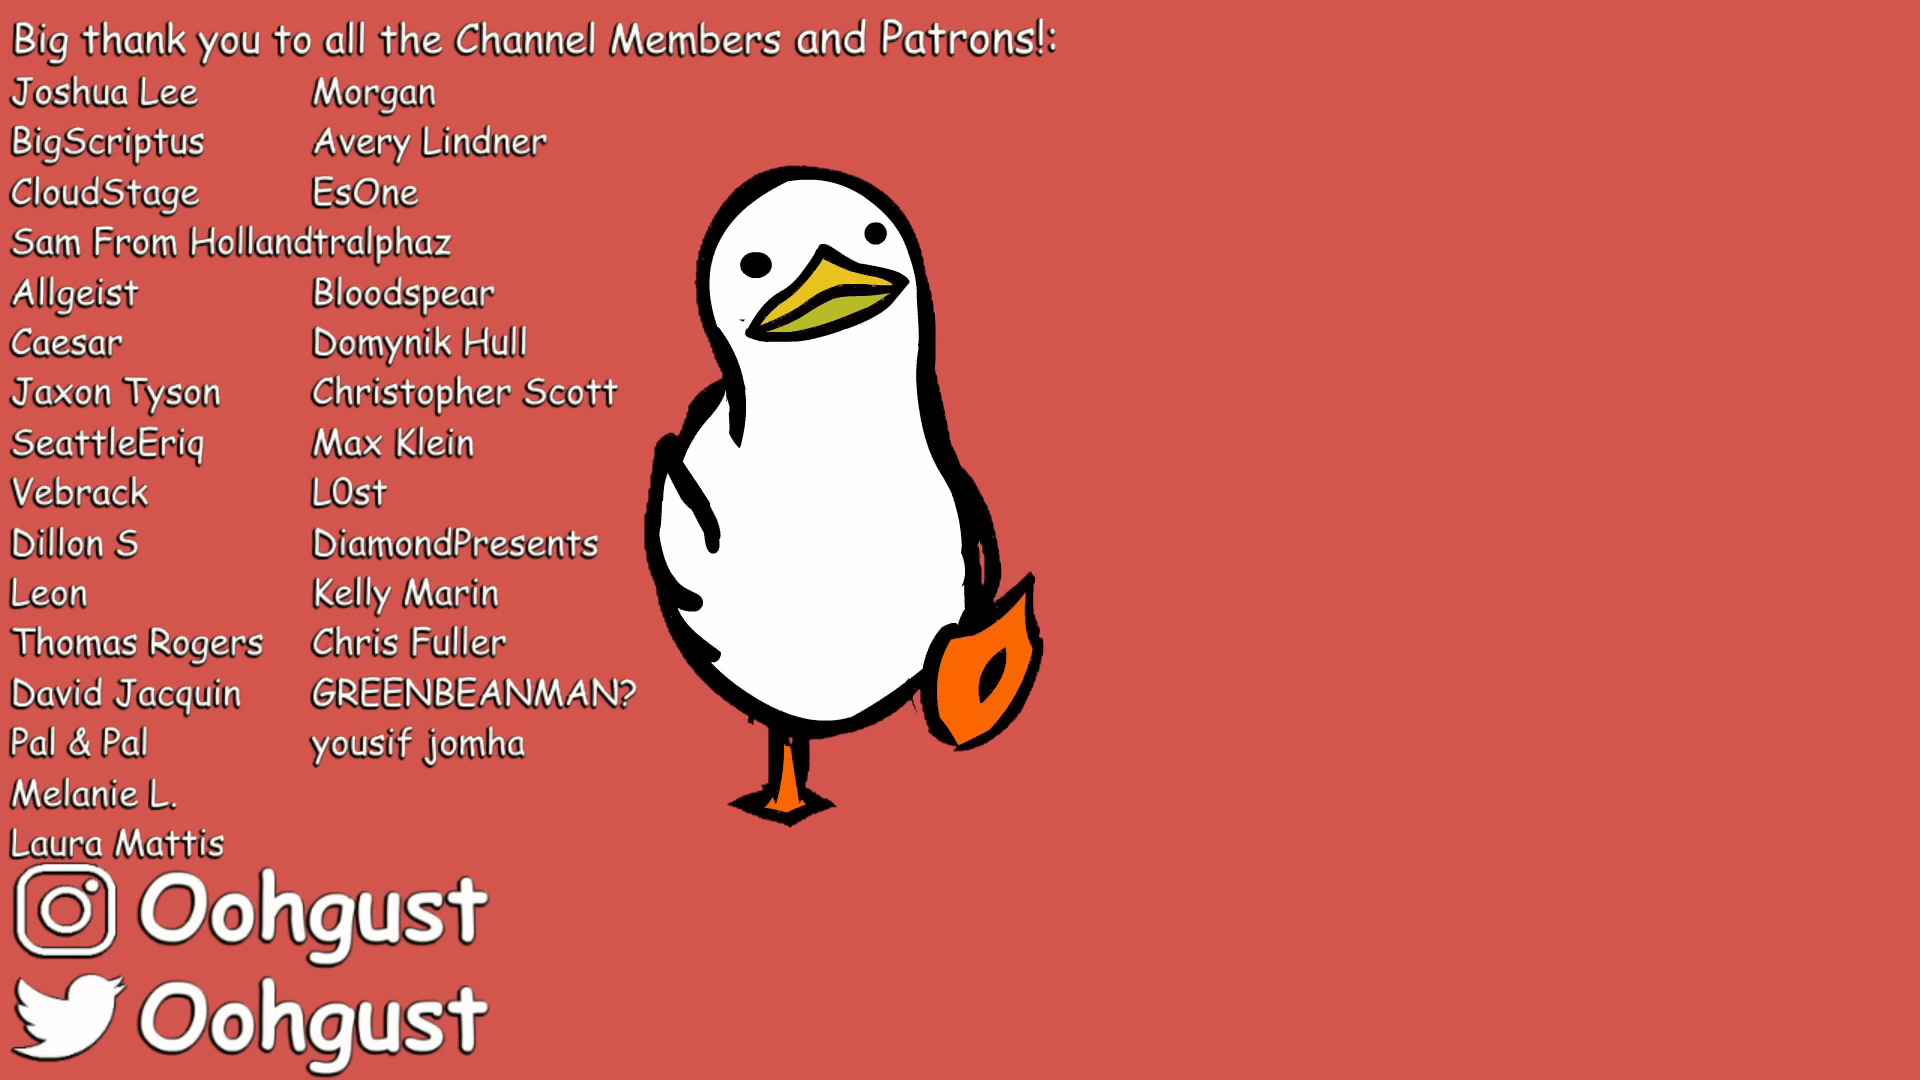 Big thank you to all the Channel Members and Patrons!:
Joshua Lee
BigScriptus
CloudStage
Sam From Holland
Allgeist
Caesar
Jaxon Tyson
SeattleEriq
Vebrack
Dillon S
Leon
Thomas Rogers
David Jacquin
Pal & Pal
Melanie L.
Laura Mattis
Morgan
Avery Lindner
EsOne
tralphaz
Bloodspear
Domynik Hull
Christopher Scott
Max Klein
L0st
DiamondPresents
Kelly Marin
Chris Fuller
GREENBEANMAN?
yousif jomha
Oohgust
Oohgust